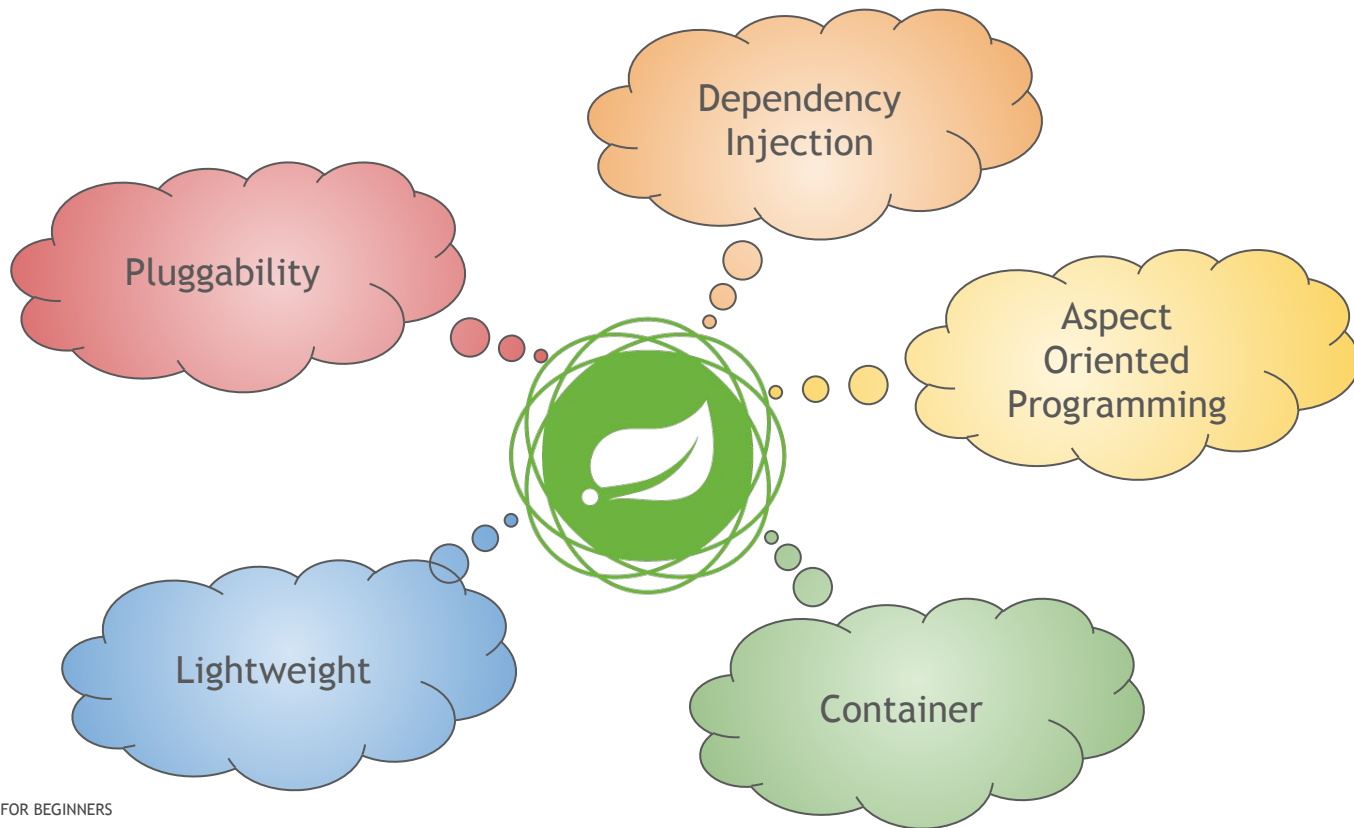 Dependency
Injection
Pluggability
Aspect
Oriented
Programming
Lightweight
Container
FOR BEGINNERS